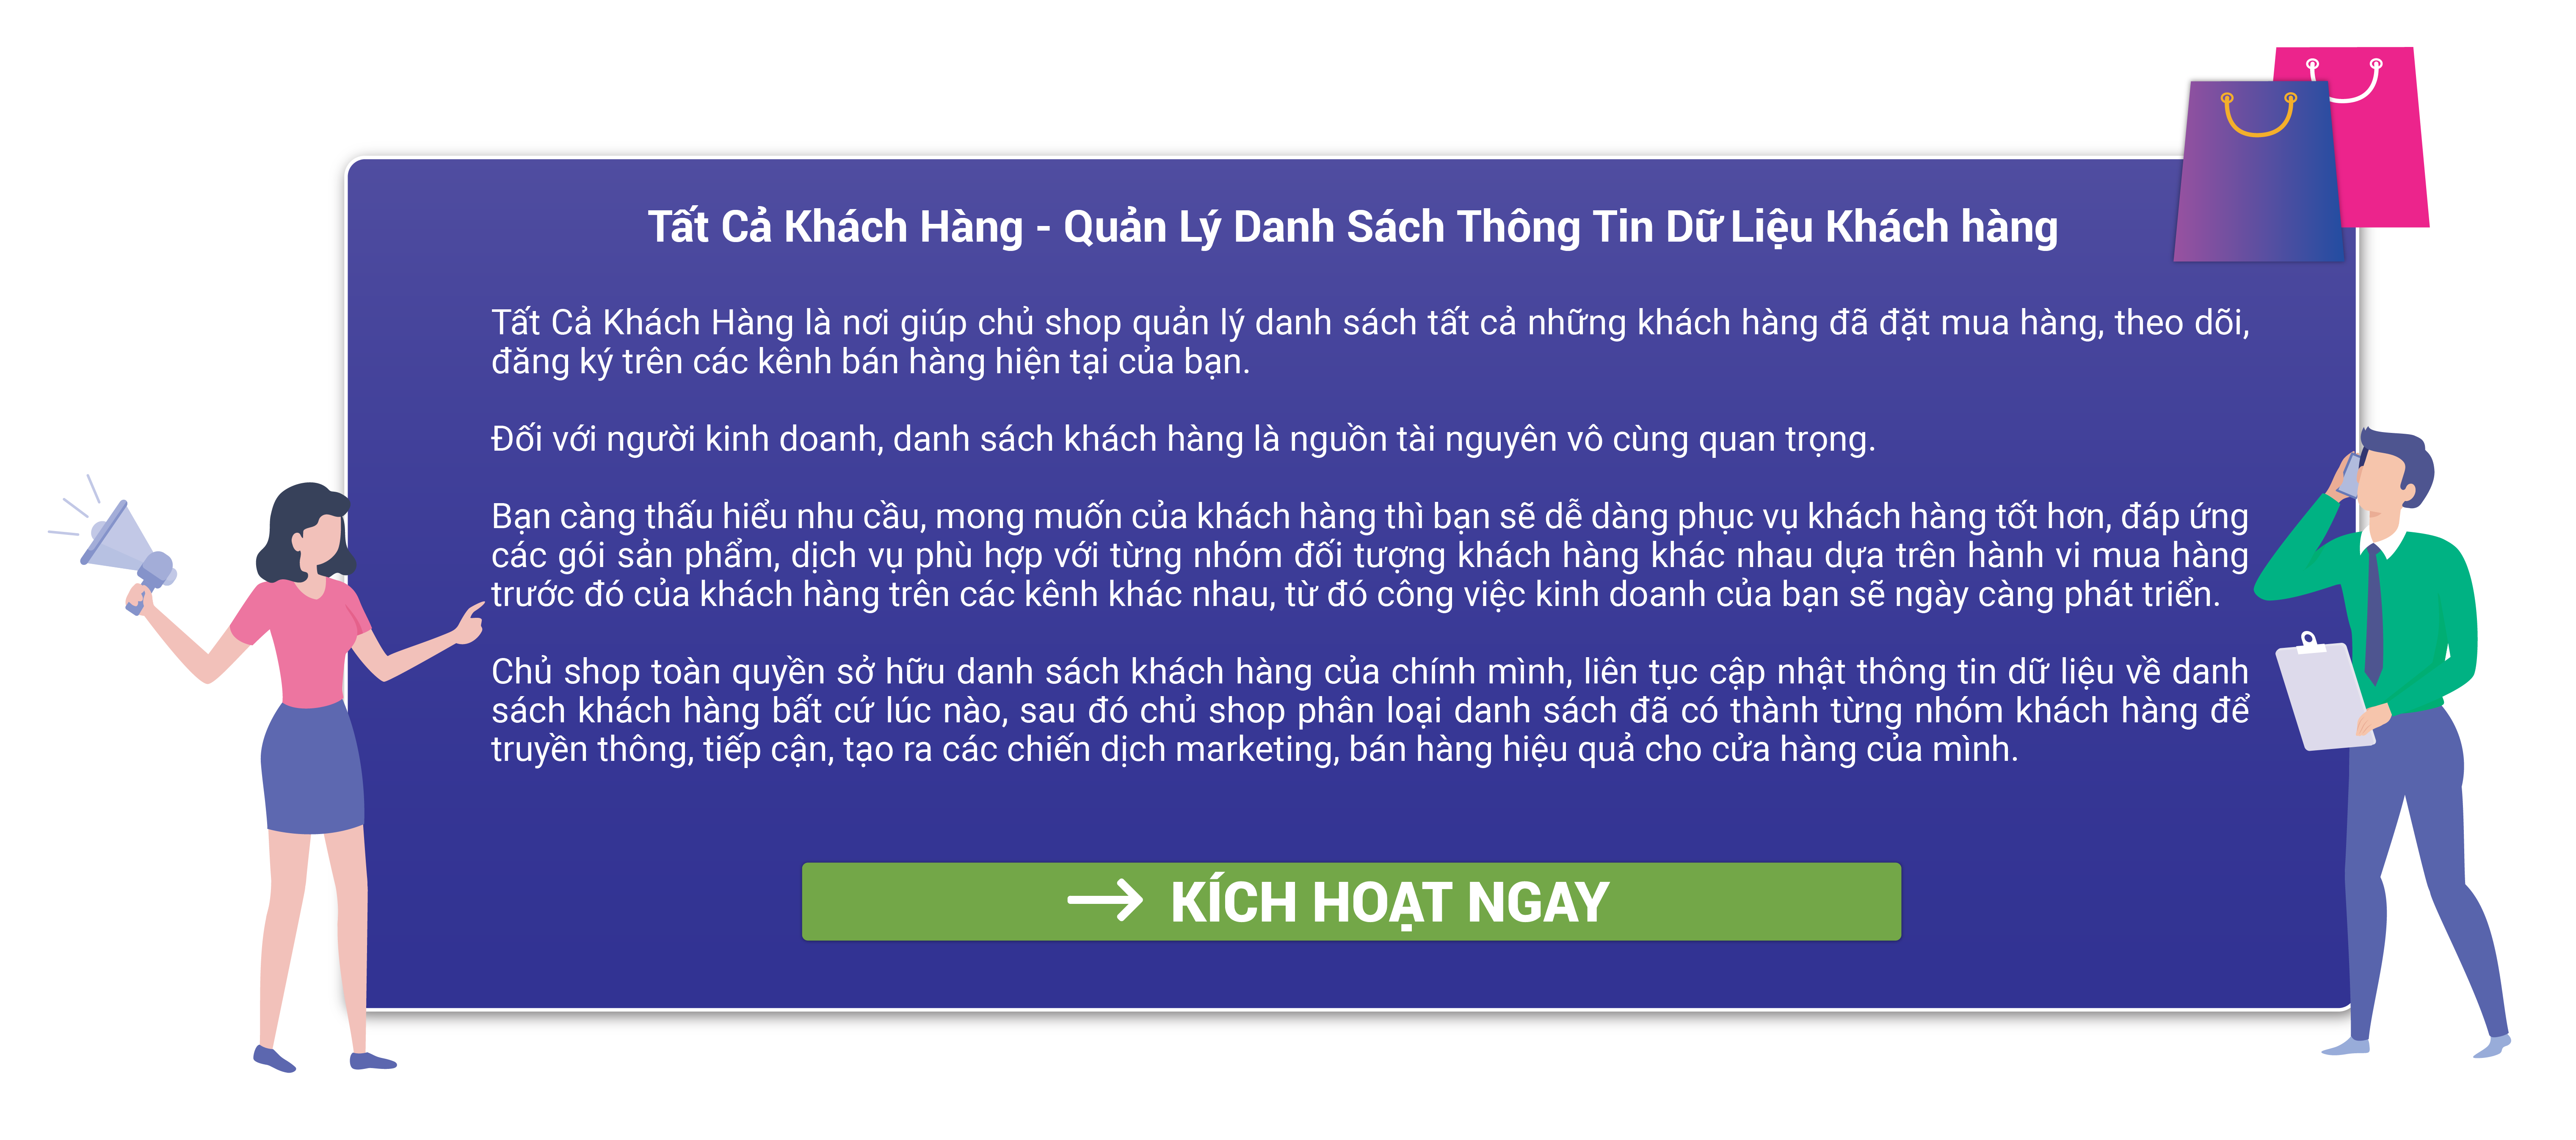 Tất Cả Khách Hàng - Quản Lý Danh Sách Thông Tin Dữ Liệu Khách hàng
Tất Cả Khách Hàng là nơi giúp chủ shop quản lý danh sách tất cả những khách hàng đã đặt mua hàng, theo dõi,
đăng ký trên các kênh bán hàng hiện tại của bạn.
Đối với người kinh doanh, danh sách khách hàng là nguồn tài nguyên vô cùng quan trọng.
Bạn càng thấu hiểu nhu cầu, mong muốn của khách hàng thì bạn sẽ dễ dàng phục vụ khách hàng tốt hơn, đáp ứng
các gói sản phẩm, dịch vụ phù hợp với từng nhóm đối tượng khách hàng khác nhau dựa trên hành vi mua hàng
trước đó của khách hàng trên các kênh khác nhau, từ đó công việc kinh doanh của bạn sẽ ngày càng phát triển.
Chủ shop toàn quyền sở hữu danh sách khách hàng của chính mình, liên tục cập nhật thông tin dữ liệu về danh
sách khách hàng bất cứ lúc nào, sau đó chủ shop phân loại danh sách đã có thành từng nhóm khách hàng để
truyền thông, tiếp cận, tạo ra các chiến dịch marketing, bán hàng hiệu quả cho cửa hàng của mình.
→ KÍCH HOẠT NGAY